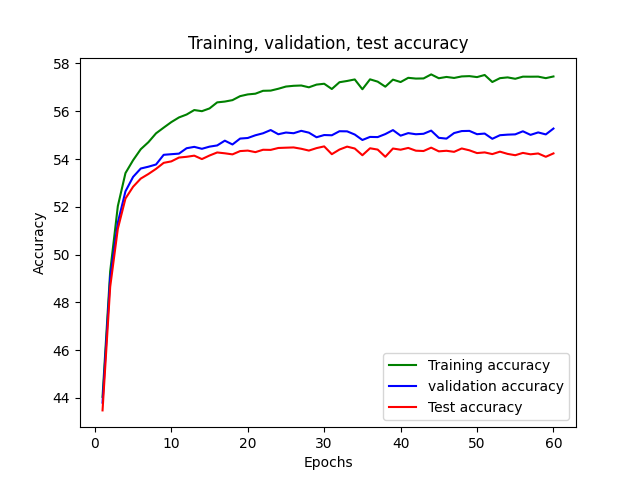 Training, validation, test accuracy
58
56
54
52
50
48
46
44
Accuracy
Training accuracy
validation accuracy
Test accuracy
0 10 20 30 40 50 60
Epochs